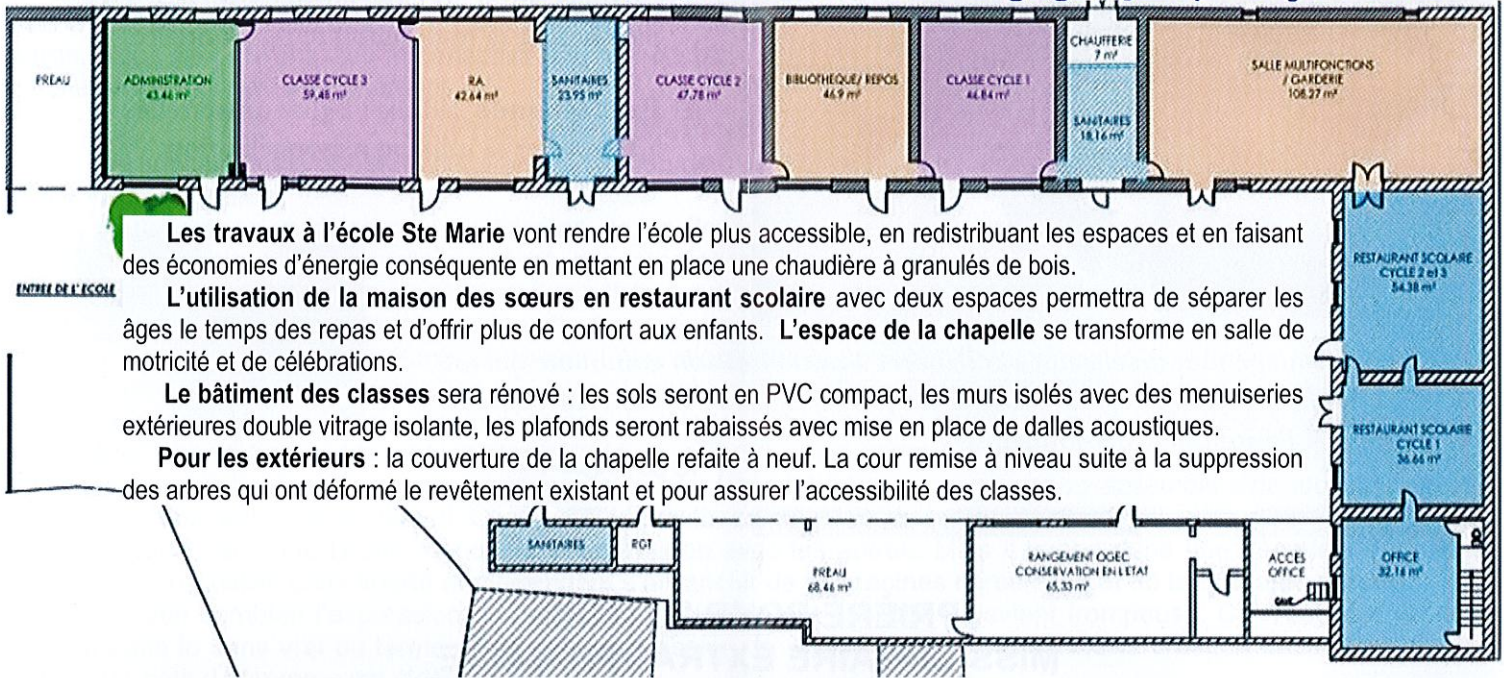 PRÉAU
ADMINISTRATION
43.46 m²
CLASSE CYCLE 3
59,48 m²
RA
42.64 m²
SANITAIRES
23.95 m²
CLASSE CYCLE 2
47.78 m²
BIBLIOTHEQUE/ REPOS
46.9 m²
CLASSE CYCLE 1
46.84 m²
CHAUFFERIE
7 m²
SANITAIRES
18.16 m²
SALLE MULTIFONCTIONS
/ GARDERIE
108.27 m²
ENTREE DE L'ECOLE
Les travaux à l'école Ste Marie vont rendre l'école plus accessible, en redistribuant les espaces et en faisant
des économies d'énergie conséquente en mettant en place une chaudière à granulés de bois.
L'utilisation de la maison des sœurs en restaurant scolaire avec deux espaces permettra de séparer les
âges le temps des repas et d'offrir plus de confort aux enfants. L'espace de la chapelle se transforme en salle de
motricité et de célébrations.
Le bâtiment des classes sera rénové : les sols seront en PVC compact, les murs isolés avec des menuiseries
extérieures double vitrage isolante, les plafonds seront rabaissés avec mise en place de dalles acoustiques.
Pour les extérieurs : la couverture de la chapelle refaite à neuf. La cour remise à niveau suite à la suppression
des arbres qui ont déformé le revêtement existant et pour assurer l'accessibilité des classes.
RESTAURANT SCOLAIRE
CYCLE 2 et 3
54.38 m²
RESTAURANT SCOLAIRE
CYCLE 1
36.66 m²
SANITAIRES
RGT
PREAU
68.46 m²
RANGEMENT OGEC
CONSERVATION EN L'ETAT
65,33 m²
ACCES
OFFICE
OFFICE
32.16 m²